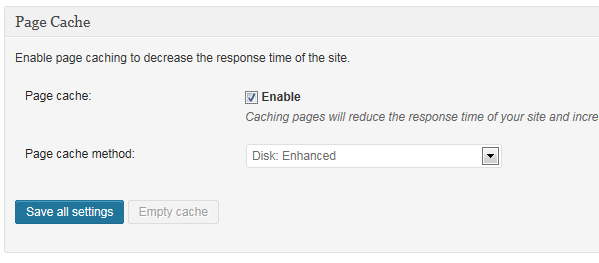 Page Cache
Enable page caching to decrease the response time of the site.
Page cache: Enable
Caching pages will reduce the response time of your site and incre
Page cache method: Disk: Enhanced
Save all settings Empty cache